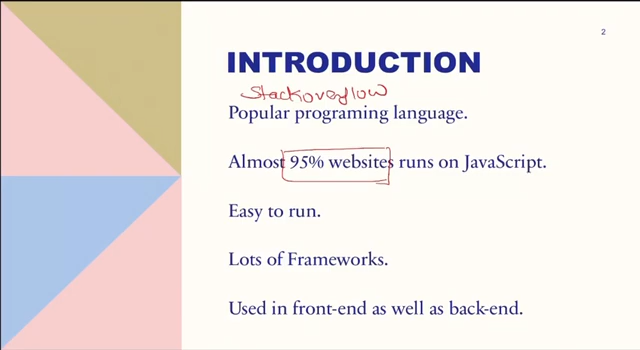 2
INTRODUCTION
Stackoverflow
Popular programing language.
Almost 95% websites runs on JavaScript.
Easy to run.
Lots of Frameworks.
Used in front-end as well as back-end.